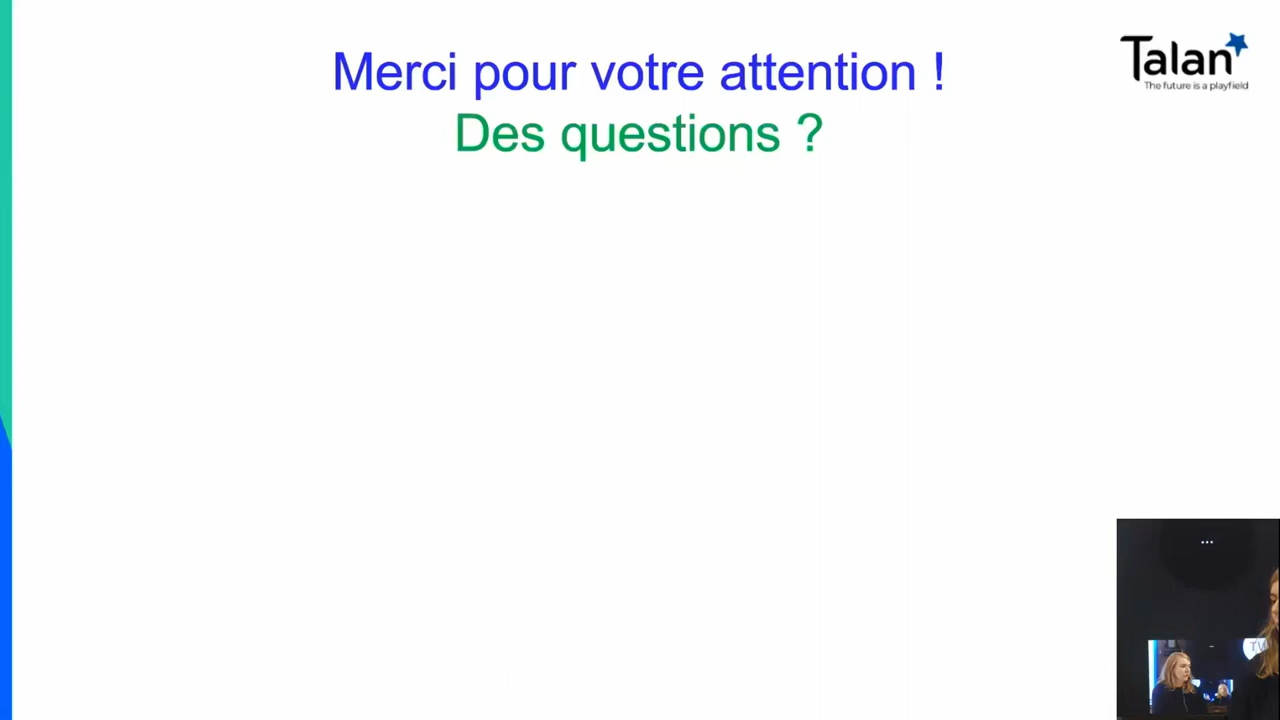 Merci pour votre attention !
Des questions ?
Talan
The future is a playfield